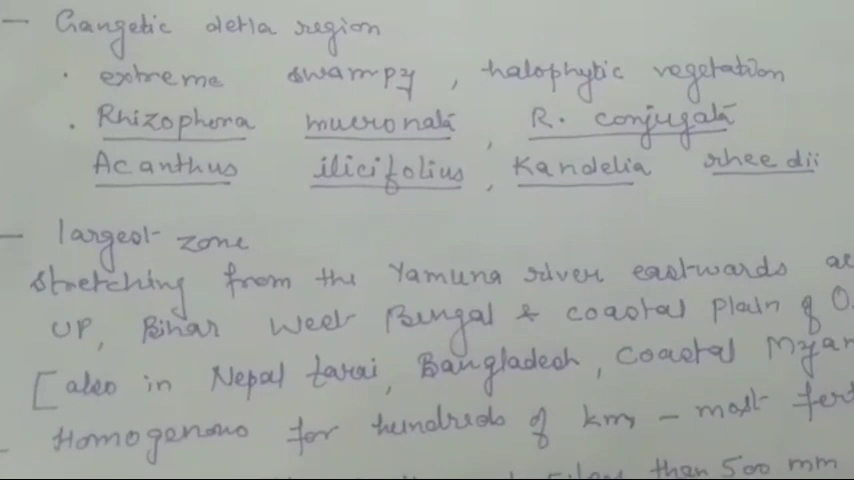 — Gangetic delta region
· extreme swampy, halophytic vegetation
· Rhizophora mucronata, R. conjugata
Acanthus ilicifolius, Kandelia rheedii
— largest zone
stretching from the Yamuna river eastwards
UP, Bihar West Bengal & coastal plain of O.
[also in Nepal tarai, Bangladesh, coastal Myan
Homogenous for hundreds of km, – most fert
than 500 mm